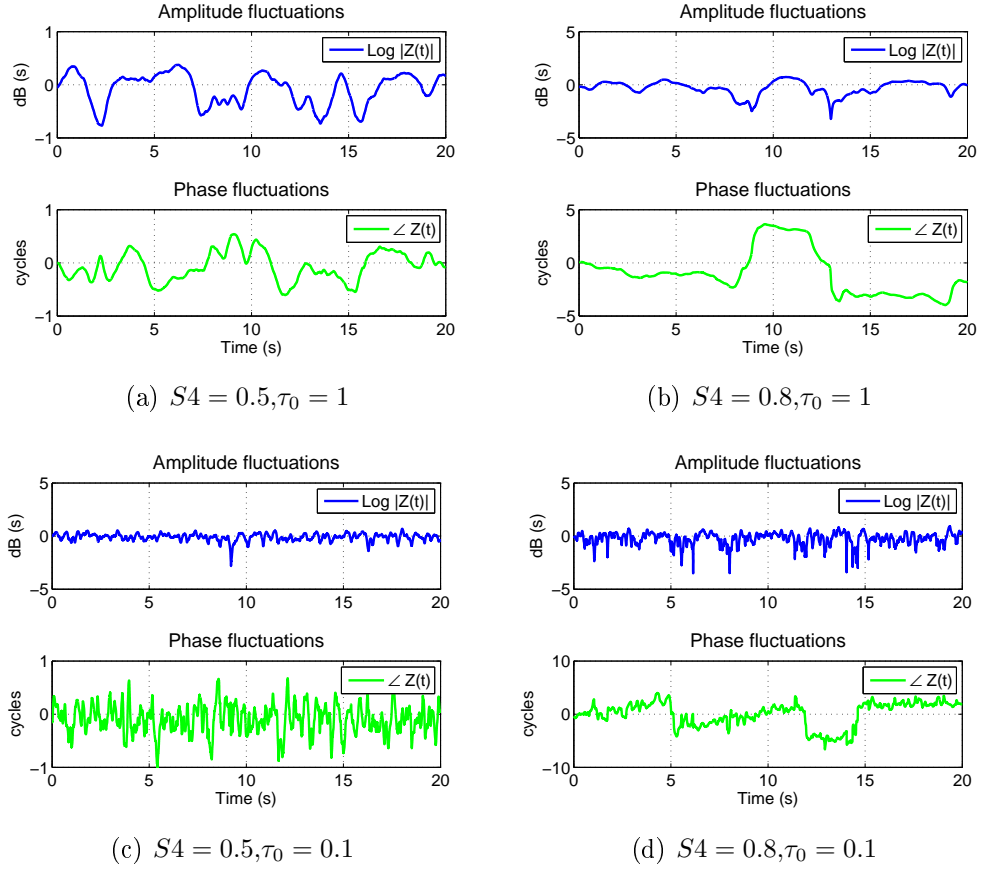 Amplitude fluctuations
1
0
−1
dB (s)
Log |Z(t)|
0 5 10 15 20
Phase fluctuations
1
0
−1
cycles
∠ Z(t)
0 5 10 15 20
Time (s)
(a) S4 = 0.5,τ₀ = 1
Amplitude fluctuations
5
0
−5
dB (s)
Log |Z(t)|
0 5 10 15 20
Phase fluctuations
5
0
−5
cycles
∠ Z(t)
0 5 10 15 20
Time (s)
(b) S4 = 0.8,τ₀ = 1
Amplitude fluctuations
5
0
−5
dB (s)
Log |Z(t)|
0 5 10 15 20
Phase fluctuations
1
0
−1
cycles
∠ Z(t)
0 5 10 15 20
Time (s)
(c) S4 = 0.5,τ₀ = 0.1
Amplitude fluctuations
5
0
−5
dB (s)
Log |Z(t)|
0 5 10 15 20
Phase fluctuations
10
0
−10
cycles
∠ Z(t)
0 5 10 15 20
Time (s)
(d) S4 = 0.8,τ₀ = 0.1